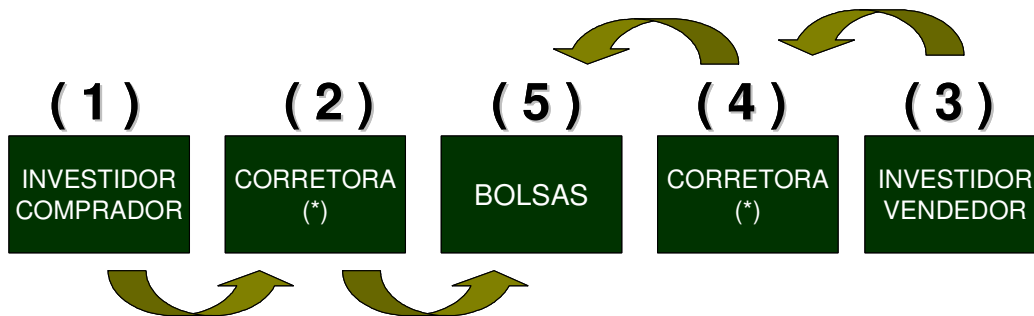 ( 1 ) ( 2 ) ( 5 ) ( 4 ) ( 3 )
INVESTIDOR
COMPRADOR
CORRETORA
(*)
BOLSAS
CORRETORA
(*)
INVESTIDOR
VENDEDOR